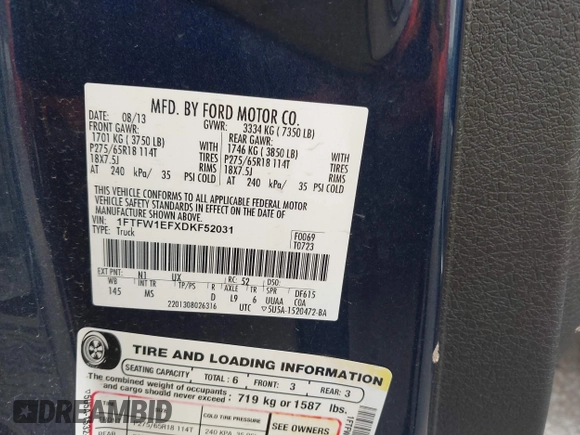 MFD. BY FORD MOTOR CO.
DATE: 08/13 GVWR: 3334 KG ( 7350 LB)
FRONT GAWR: REAR GAWR:
1701 KG ( 3750 LB) WITH 1746 KG ( 3850 LB) WITH
P275/65R18 114T TIRES P275/65R18 114T TIRES
18X7.5J RIMS 18X7.5J RIMS
AT 240 kPa/ 35 PSI COLD AT 240 kPa/ 35 PSI COLD
THIS VEHICLE CONFORMS TO ALL APPLICABLE FEDERAL MOTOR
VEHICLE SAFETY STANDARDS IN EFFECT ON THE DATE OF
MANUFACTURE SHOWN ABOVE.
VIN: 1FTFW1EFXDKF52031 F0069
TYPE: Truck T0723
EXT PNT: N1 UX RC: 52 DSO:
WB INT TR TP/PS R AXLE TR SPR DF615
145 MS D L9 6 UUAA COA
2201308026316 UTC ▽5U5A-1520472-BA
TIRE AND LOADING INFORMATION
SEATING CAPACITY TOTAL: 6 FRONT: 3 REAR: 3
The combined weight of occupants
and cargo should never exceed: 719 kg or 1587 lbs.
COLD TIRE PRESSURE
SEE OWNERS
P275/65R18 114T
DREAMBID